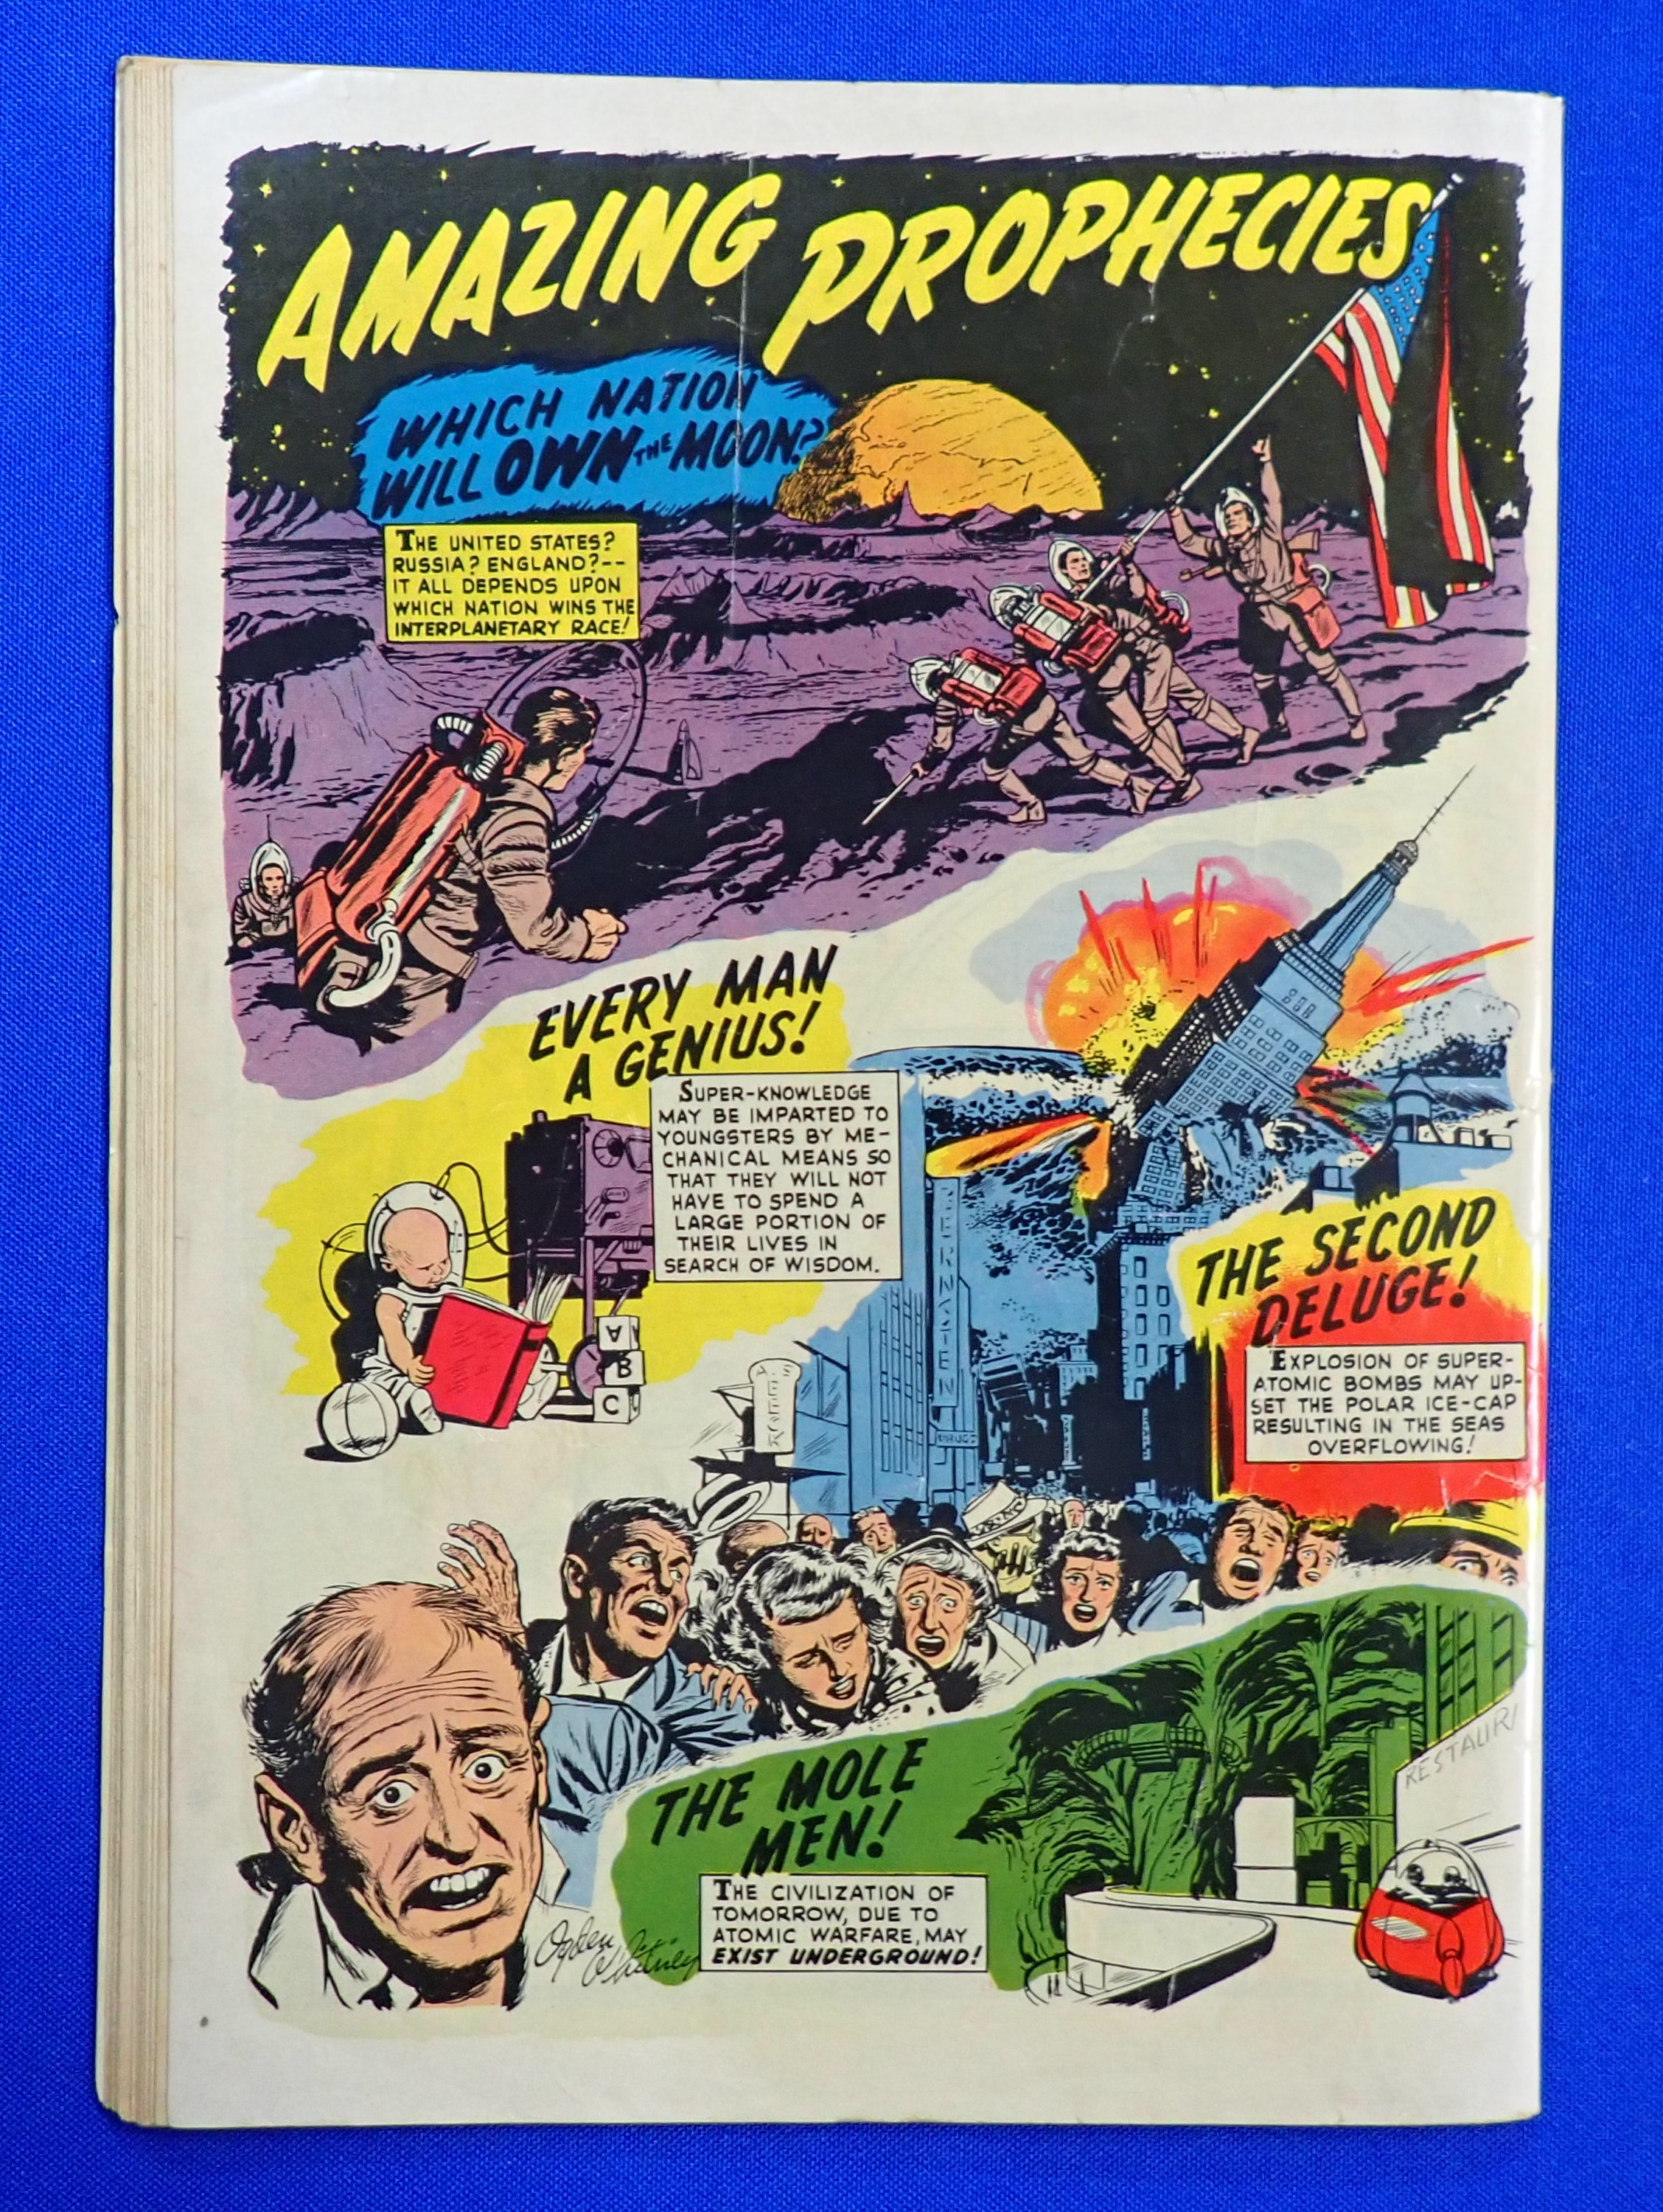 AMAZING PROPHECIES
WHICH NATION
WILL OWN THE MOON?
THE UNITED STATES?
RUSSIA? ENGLAND?--
IT ALL DEPENDS UPON
WHICH NATION WINS THE
INTERPLANETARY RACE!
EVERY MAN
A GENIUS!
SUPER-KNOWLEDGE
MAY BE IMPARTED TO
YOUNGSTERS BY ME-
CHANICAL MEANS SO
THAT THEY WILL NOT
HAVE TO SPEND A
LARGE PORTION OF
THEIR LIVES IN
SEARCH OF WISDOM.
A
B
C
THE SECOND
DELUGE!
EXPLOSION OF SUPER-
ATOMIC BOMBS MAY UP-
SET THE POLAR ICE-CAP
RESULTING IN THE SEAS
OVERFLOWING!
DRUGS
THE MOLE
MEN!
THE CIVILIZATION OF
TOMORROW, DUE TO
ATOMIC WARFARE, MAY
EXIST UNDERGROUND!
RESTAUR
Ogden
Whitney